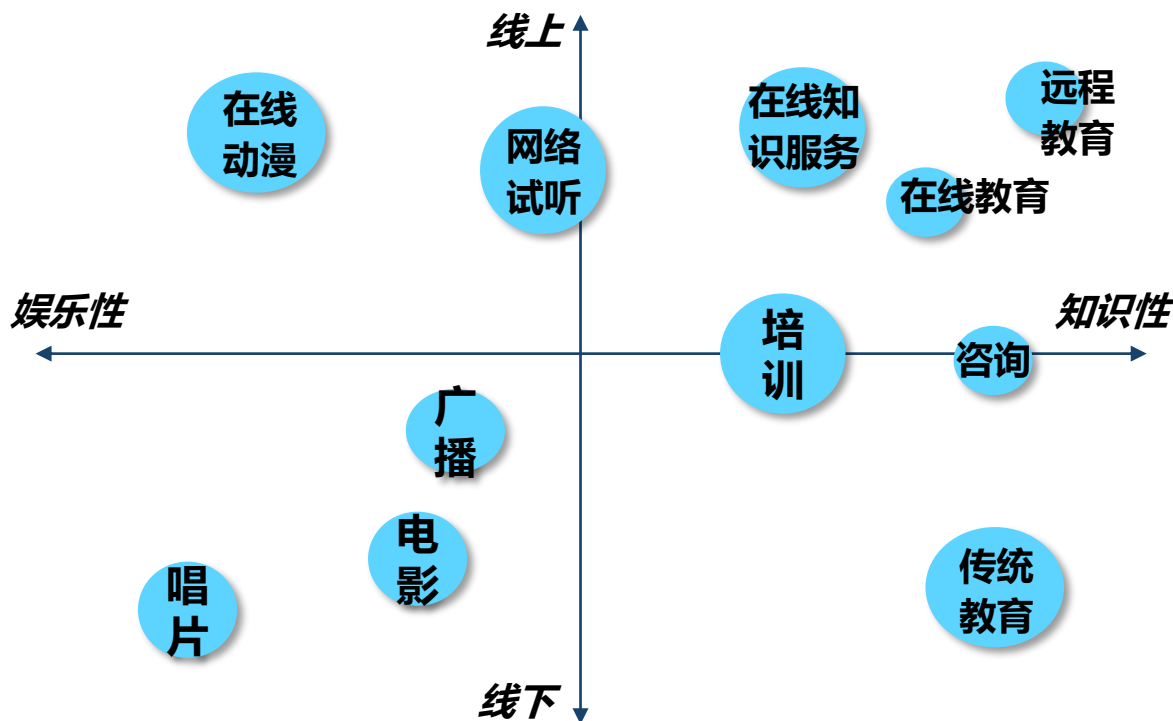 线上
在线
动漫
网络
试听
在线知
识服务
远程
教育
在线教育
娱乐性
知识性
培
训
咨询
广
播
电
影
唱
片
传统
教育
线下